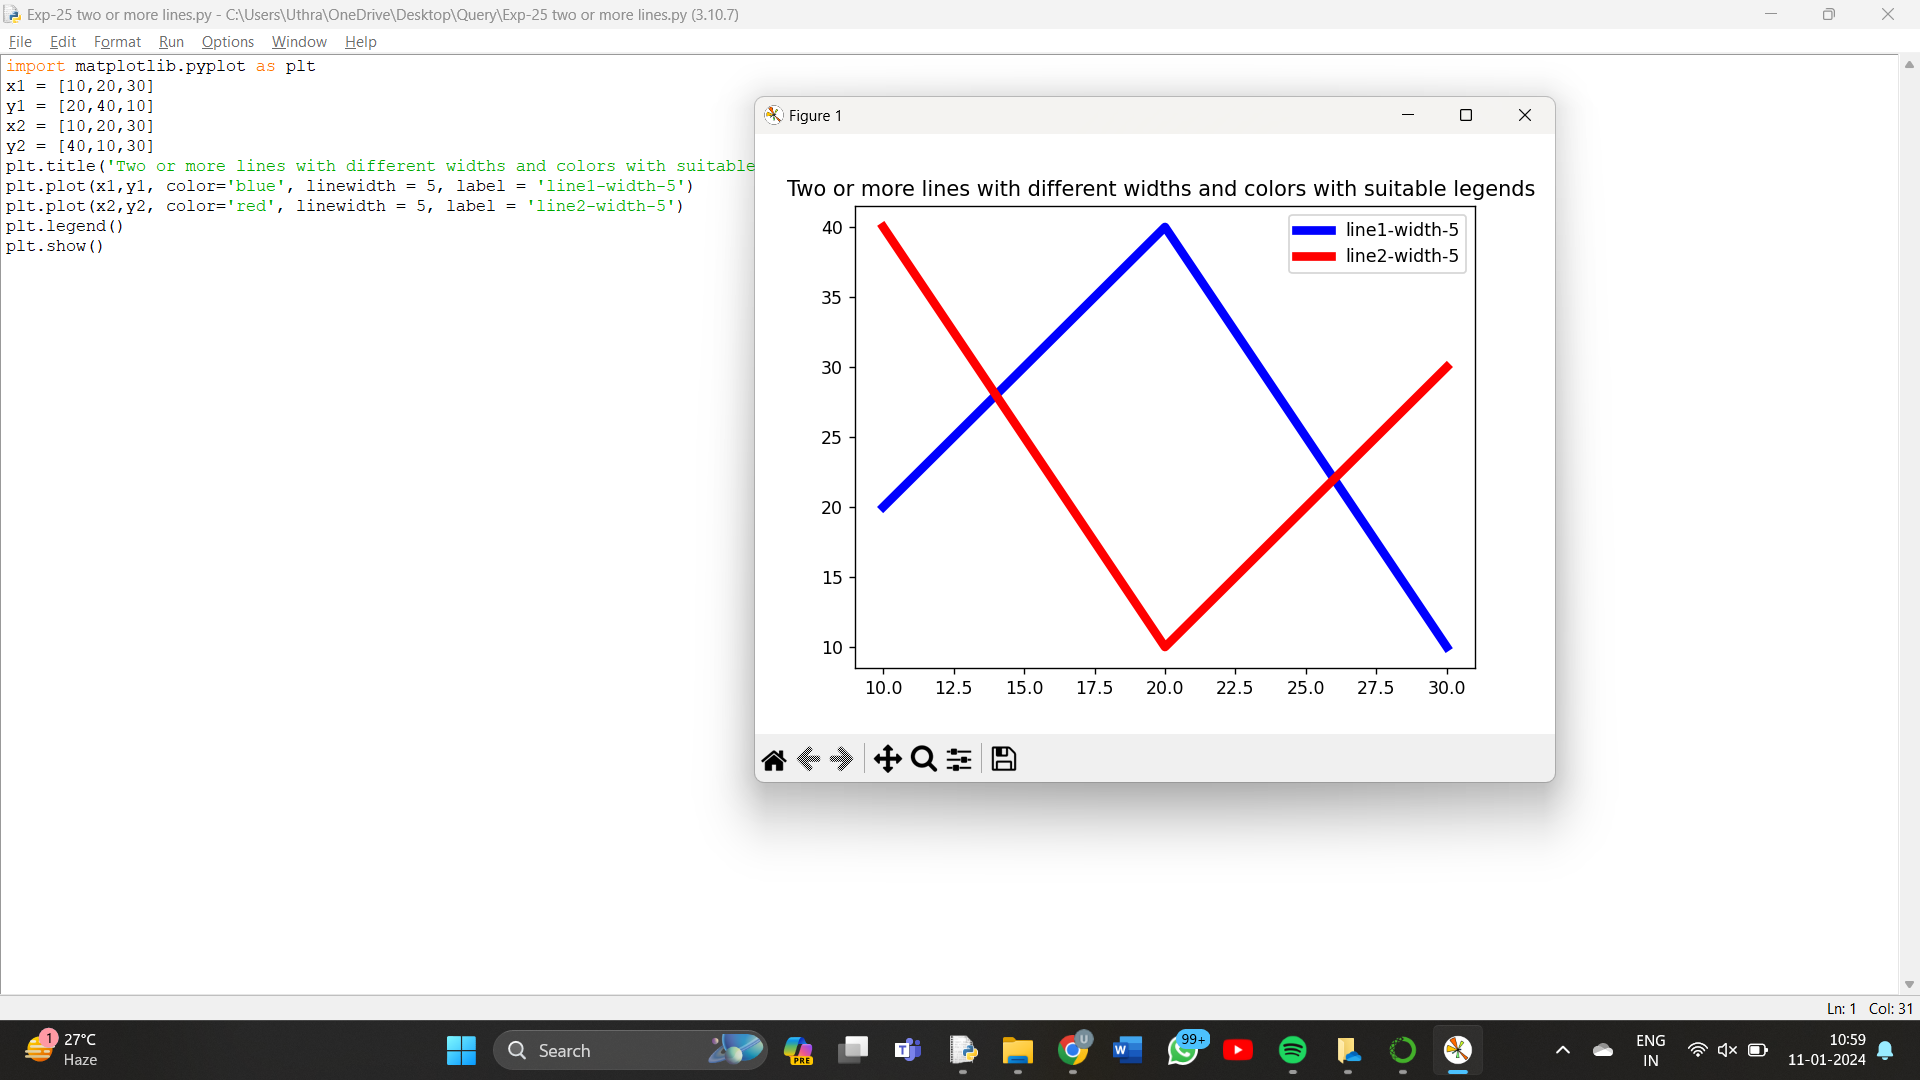 Exp-25 two or more lines.py - C:\Users\Uthra\OneDrive\Desktop\Query\Exp-25 two or more lines.py (3.10.7)
File Edit Format Run Options Window Help
import matplotlib.pyplot as plt
x1 = [10,20,30]
y1 = [20,40,10]
x2 = [10,20,30]
y2 = [40,10,30]
plt.title('Two or more lines with different widths and colors with suitable
plt.plot(x1,y1, color='blue', linewidth = 5, label = 'line1-width-5')
plt.plot(x2,y2, color='red', linewidth = 5, label = 'line2-width-5')
plt.legend()
plt.show()
Figure 1
Two or more lines with different widths and colors with suitable legends
line1-width-5
line2-width-5
40
35
30
25
20
15
10
10.0 12.5 15.0 17.5 20.0 22.5 25.0 27.5 30.0
Ln: 1 Col: 31
1
27°C
Haze
Search
PRE
T
U
W
99+
ENG
IN
10:59
11-01-2024